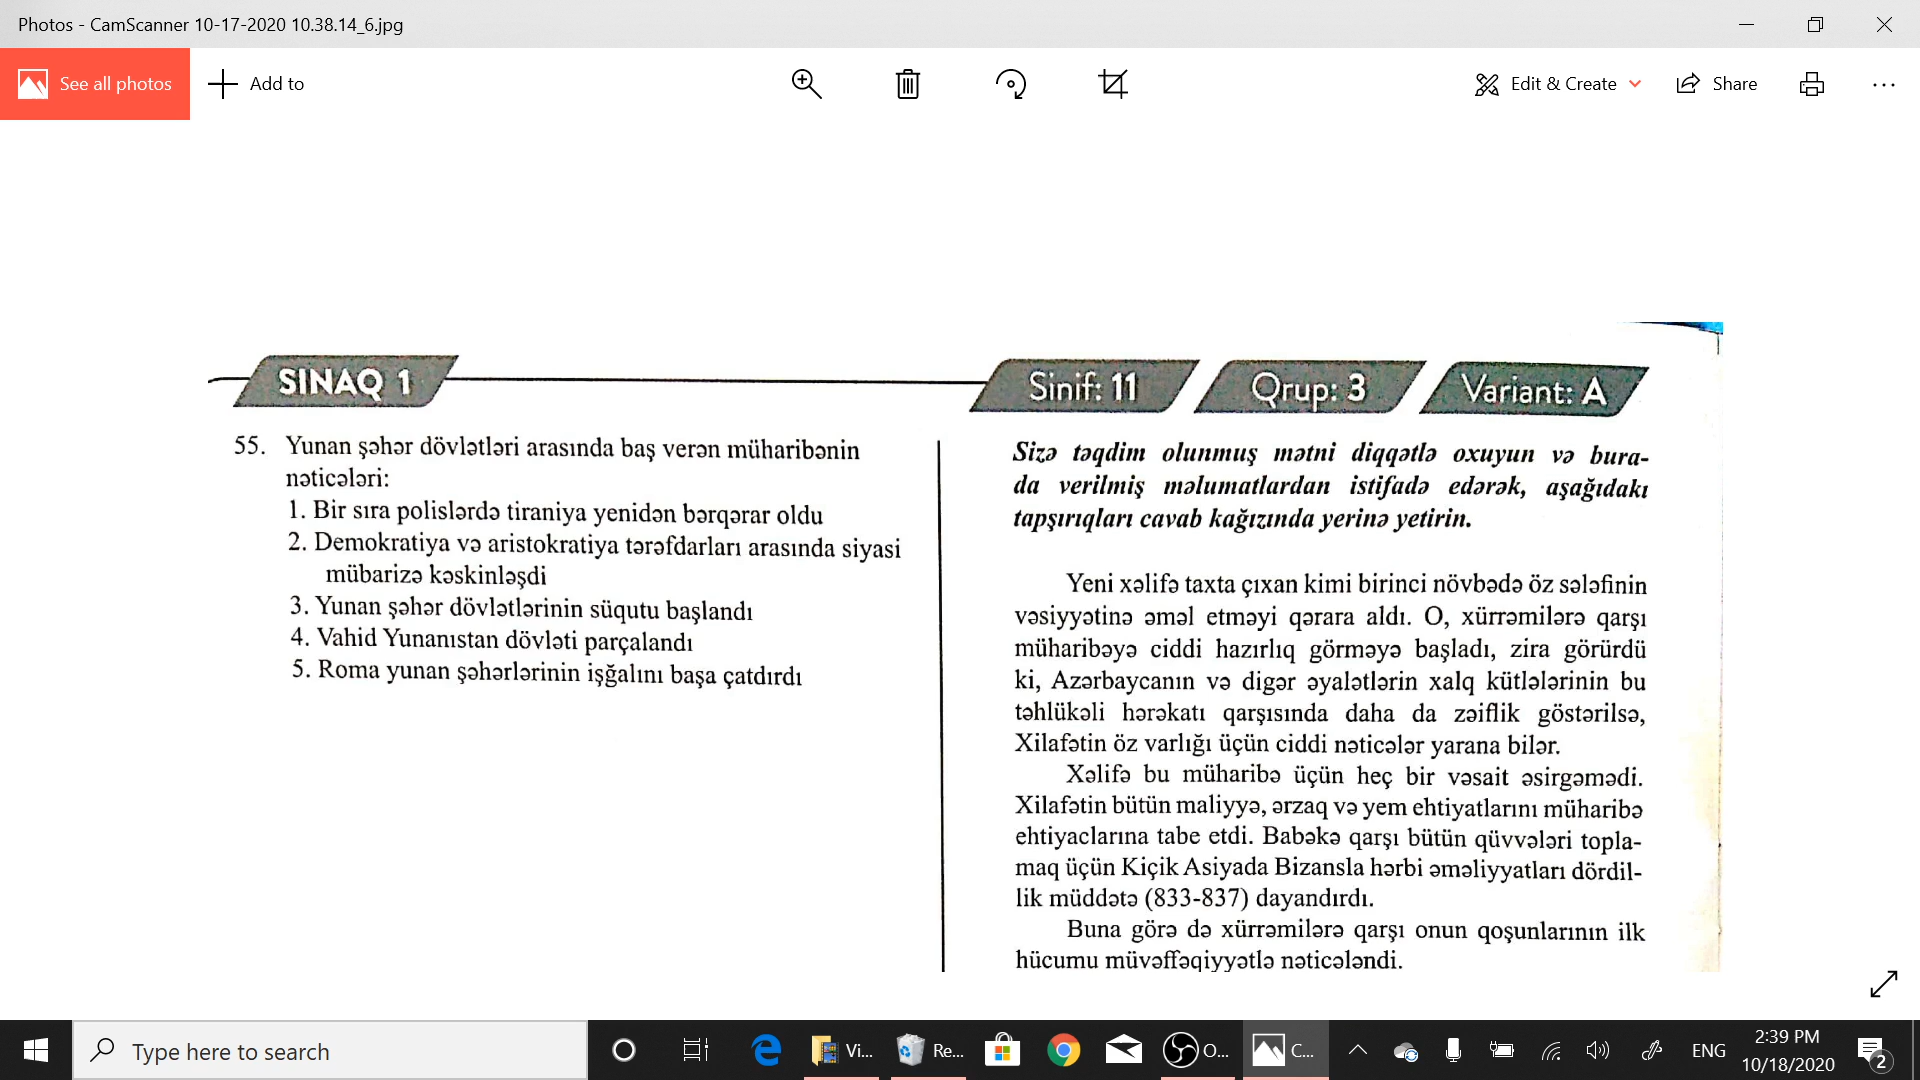 Photos - CamScanner 10-17-2020 10.38.14_6.jpg
See all photos
Add to
Edit & Create
Share
SINAQ 1
Sinif: 11
Qrup: 3
Variant: A
55. Yunan şəhər dövlətləri arasında baş verən müharibənin
nəticələri:
1. Bir sıra polislərdə tiraniya yenidən bərqərar oldu
2. Demokratiya və aristokratiya tərəfdarları arasında siyasi
mübarizə kəskinləşdi
3. Yunan şəhər dövlətlərinin süqutu başlandı
4. Vahid Yunanıstan dövləti parçalandı
5. Roma yunan şəhərlərinin işğalını başa çatdırdı
Sizə təqdim olunmuş mətni diqqətlə oxuyun və bura-
da verilmiş məlumatlardan istifadə edərək, aşağıdakı
tapşırıqları cavab kağızında yerinə yetirin.
Yeni xəlifə taxta çıxan kimi birinci növbədə öz sələfinin
vəsiyyətinə əməl etməyi qərara aldı. O, xürrəmilərə qarşı
müharibəyə ciddi hazırlıq görməyə başladı, zira görürdü
ki, Azərbaycanın və digər əyalətlərin xalq kütlələrinin bu
təhlükəli hərəkatı qarşısında daha da zəiflik göstərilsə,
Xilafətin öz varlığı üçün ciddi nəticələr yarana bilər.
Xəlifə bu müharibə üçün heç bir vəsait əsirgəmədi.
Xilafətin bütün maliyyə, ərzaq və yem ehtiyatlarını müharibə
ehtiyaclarına tabe etdi. Babəkə qarşı bütün qüvvələri topla-
maq üçün Kiçik Asiyada Bizansla hərbi əməliyyatları dördil-
lik müddətə (833-837) dayandırdı.
Buna görə də xürrəmilərə qarşı onun qoşunlarının ilk
hücumu müvəffəqiyyətlə nəticələndi.
Type here to search
Vi...
Re...
O...
C...
ENG
2:39 PM
10/18/2020
2